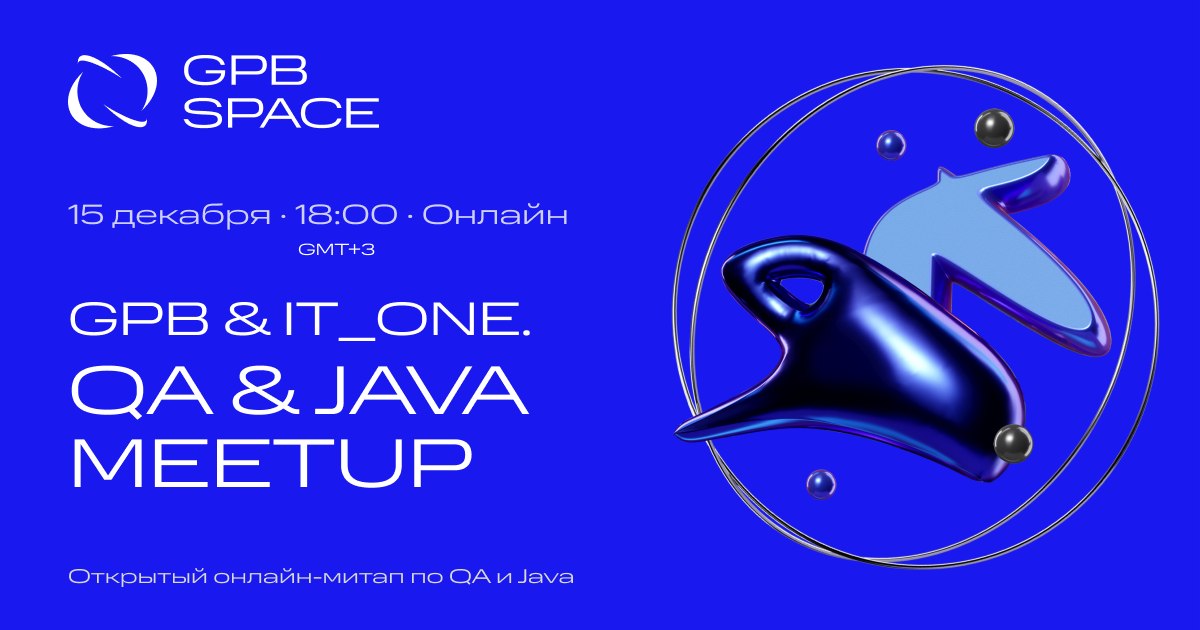 GPB
SPACE
15 декабря · 18:00 · Онлайн
GMT+3
GPB & IT_ONE.
QA & JAVA
MEETUP
Открытый онлайн-митап по QA и Java